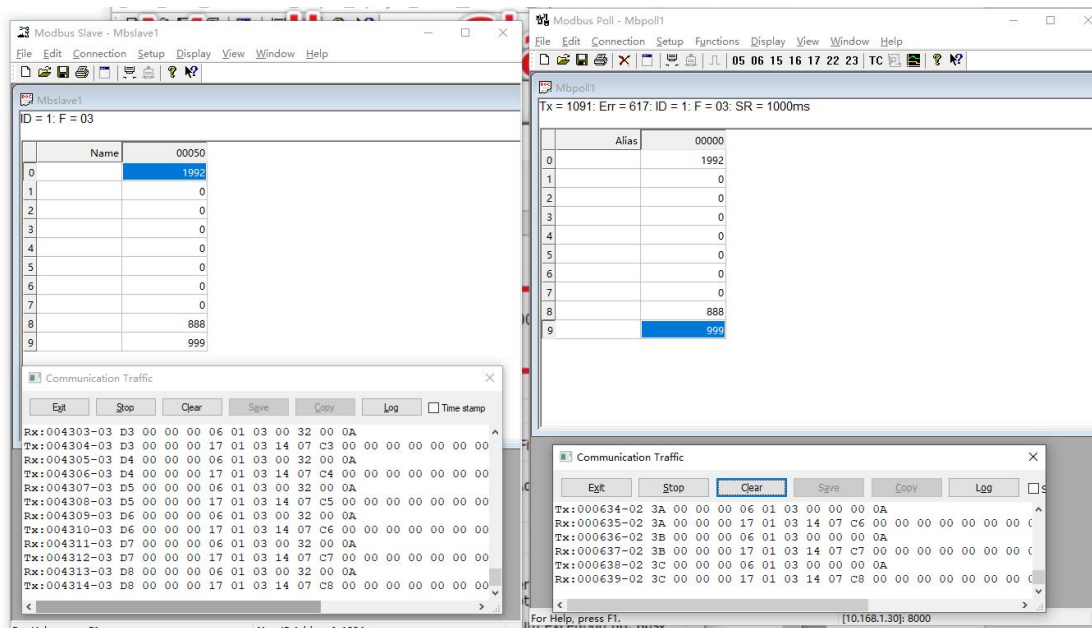 Modbus Slave - Mbslave1
File Edit Connection Setup Display View Window Help
Mbslave1
ID = 1: F = 03
Name 00050
0 1992
1 0
2 0
3 0
4 0
5 0
6 0
7 0
8 888
9 999
Communication Traffic
Exit Stop Clear Save Copy Log Time stamp
Rx:004303-03 D3 00 00 00 06 01 03 00 32 00 0A
Tx:004304-03 D3 00 00 00 17 01 03 14 07 C3 00 00 00 00 00 00
Rx:004305-03 D4 00 00 00 06 01 03 00 32 00 0A
Tx:004306-03 D4 00 00 00 17 01 03 14 07 C4 00 00 00 00 00 00
Rx:004307-03 D5 00 00 00 06 01 03 00 32 00 0A
Tx:004308-03 D5 00 00 00 17 01 03 14 07 C5 00 00 00 00 00 00
Rx:004309-03 D6 00 00 00 06 01 03 00 32 00 0A
Tx:004310-03 D6 00 00 00 17 01 03 14 07 C6 00 00 00 00 00 00
Rx:004311-03 D7 00 00 00 06 01 03 00 32 00 0A
Tx:004312-03 D7 00 00 00 17 01 03 14 07 C7 00 00 00 00 00 00
Rx:004313-03 D8 00 00 00 06 01 03 00 32 00 0A
Tx:004314-03 D8 00 00 00 17 01 03 14 07 C8 00 00 00 00 00 00
Modbus Poll - Mbpoll1
File Edit Connection Setup Functions Display View Window Help
05 06 15 16 17 22 23 TC
Mbpoll1
Tx = 1091: Err = 617: ID = 1: F = 03: SR = 1000ms
Alias 00000
0 1992
1 0
2 0
3 0
4 0
5 0
6 0
7 0
8 888
9 999
Communication Traffic
Exit Stop Clear Save Copy Log
Tx:000634-02 3A 00 00 00 06 01 03 00 00 00 0A
Rx:000635-02 3A 00 00 00 17 01 03 14 07 C6 00 00 00 00 00 00
Tx:000636-02 3B 00 00 00 06 01 03 00 00 00 0A
Rx:000637-02 3B 00 00 00 17 01 03 14 07 C7 00 00 00 00 00 00
Tx:000638-02 3C 00 00 00 06 01 03 00 00 00 0A
Rx:000639-02 3C 00 00 00 17 01 03 14 07 C8 00 00 00 00 00 00
For Help, press F1. [10.168.1.30]: 8000